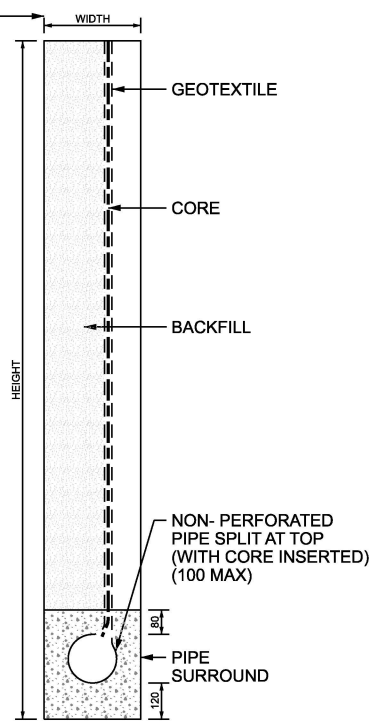 WIDTH
GEOTEXTILE
CORE
BACKFILL
HEIGHT
NON- PERFORATED
PIPE SPLIT AT TOP
(WITH CORE INSERTED)
(100 MAX)
80
PIPE
SURROUND
120